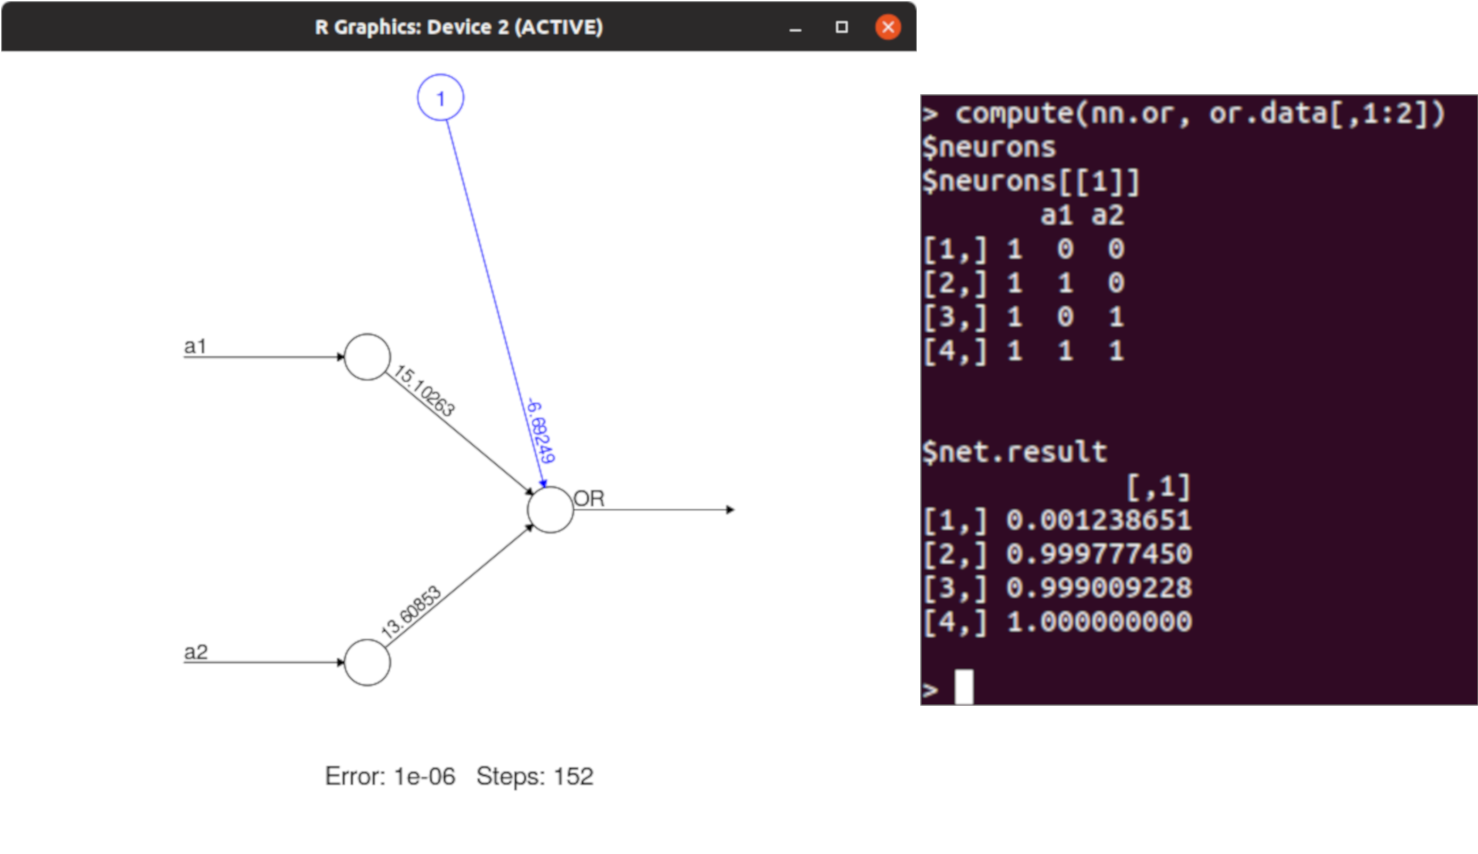 R Graphics: Device 2 (ACTIVE)
1
a1
15.10263
-6.69249
OR
13.60853
a2
Error: 1e-06   Steps: 152
> compute(nn.or, or.data[,1:2])
$neurons
$neurons[[1]]
       a1 a2
[1,] 1  0  0
[2,] 1  1  0
[3,] 1  0  1
[4,] 1  1  1
$net.result
            [,1]
[1,] 0.001238651
[2,] 0.999777450
[3,] 0.999009228
[4,] 1.000000000
>